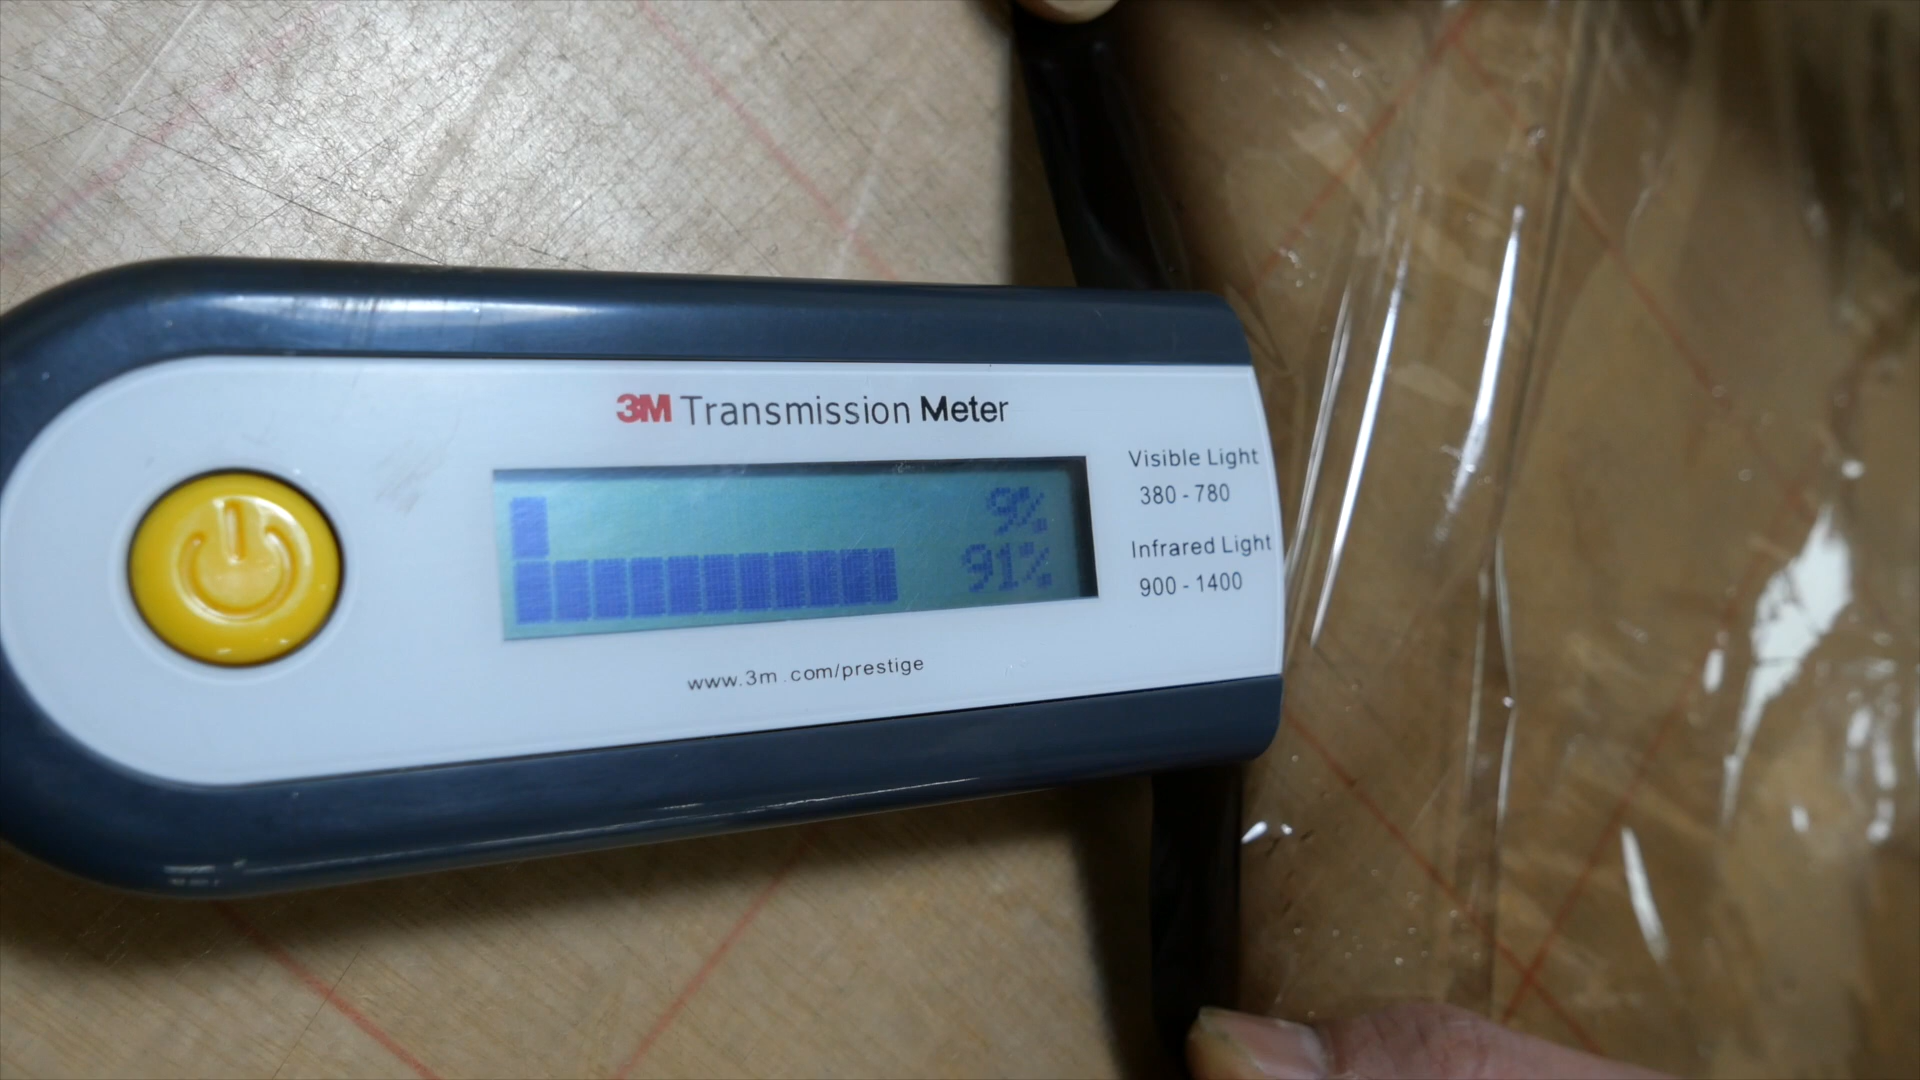 3M Transmission Meter
9%
91%
Visible Light
380 - 780
Infrared Light
900 - 1400
www.3m.com/prestige